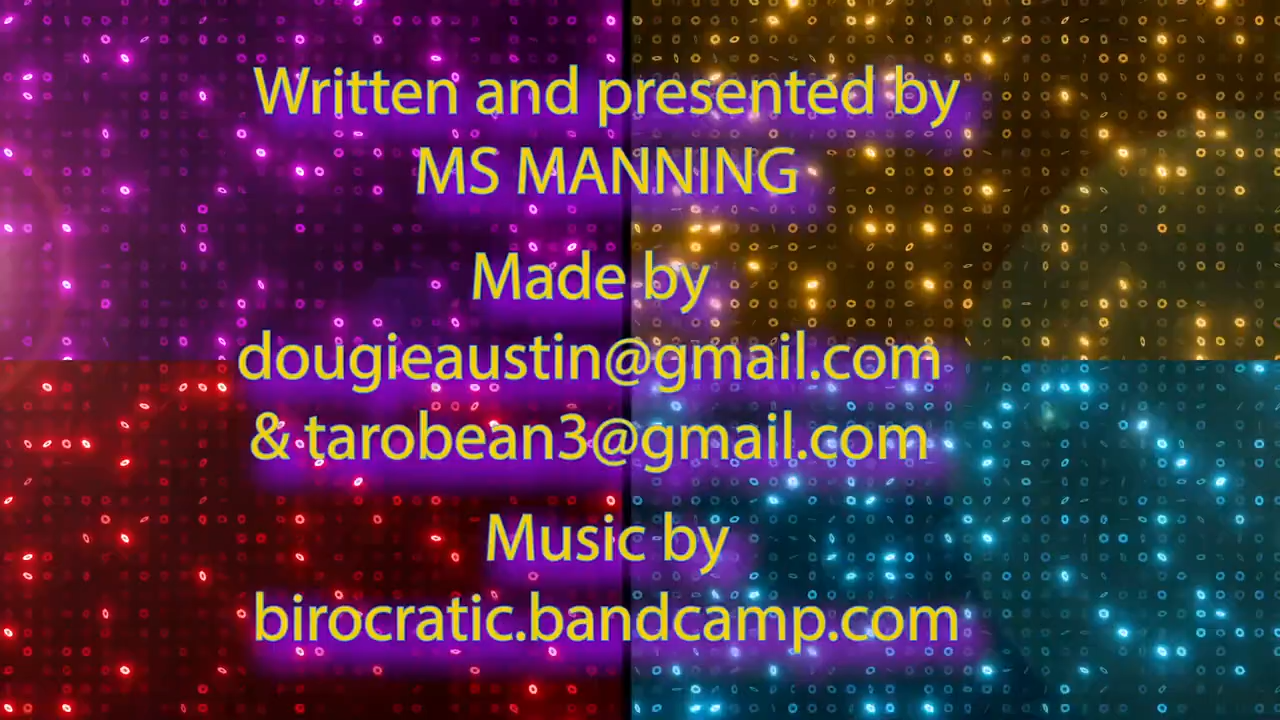 Written and presented by
MS MANNING
Made by
dougieaustin@gmail.com
& tarobean3@gmail.com
Music by
birocratic.bandcamp.com